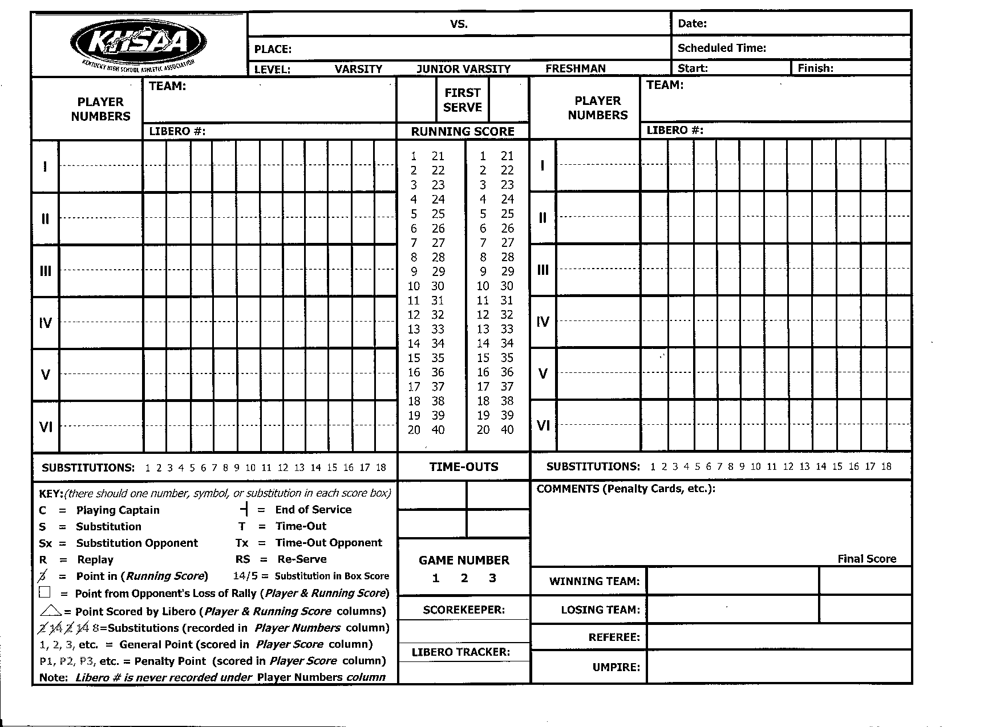 KHSAA
KENTUCKY HIGH SCHOOL ATHLETIC ASSOCIATION
VS.
Date:
PLACE:
Scheduled Time:
LEVEL: VARSITY JUNIOR VARSITY FRESHMAN
Start: Finish:
PLAYER NUMBERS
TEAM:
FIRST SERVE
PLAYER NUMBERS
TEAM:
LIBERO #:
RUNNING SCORE
LIBERO #:
I
II
III
IV
V
VI
1 21 1 21
2 22 2 22
3 23 3 23
4 24 4 24
5 25 5 25
6 26 6 26
7 27 7 27
8 28 8 28
9 29 9 29
10 30 10 30
11 31 11 31
12 32 12 32
13 33 13 33
14 34 14 34
15 35 15 35
16 36 16 36
17 37 17 37
18 38 18 38
19 39 19 39
20 40 20 40
I
II
III
IV
V
VI
SUBSTITUTIONS: 1 2 3 4 5 6 7 8 9 10 11 12 13 14 15 16 17 18
TIME-OUTS
SUBSTITUTIONS: 1 2 3 4 5 6 7 8 9 10 11 12 13 14 15 16 17 18
KEY:(there should one number, symbol, or substitution in each score box)
C = Playing Captain ┤ = End of Service
S = Substitution T = Time-Out
Sx = Substitution Opponent Tx = Time-Out Opponent
R = Replay RS = Re-Serve
= Point in (Running Score) 14/5 = Substitution in Box Score
□ = Point from Opponent's Loss of Rally (Player & Running Score)
△ = Point Scored by Libero (Player & Running Score columns)
2 14 2 14 8=Substitutions (recorded in Player Numbers column)
1, 2, 3, etc. = General Point (scored in Player Score column)
P1, P2, P3, etc. = Penalty Point (scored in Player Score column)
Note: Libero # is never recorded under Player Numbers column
GAME NUMBER
1 2 3
SCOREKEEPER:
LIBERO TRACKER:
COMMENTS (Penalty Cards, etc.):
Final Score
WINNING TEAM:
LOSING TEAM:
REFEREE:
UMPIRE: